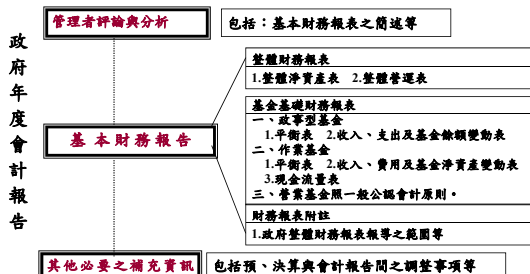 政府年度會計報告
管理者評論與分析
包括：基本財務報表之簡述等
基本財務報告
整體財務報表
1.整體淨資產表 2.整體營運表
基金基礎財務報表
一、政事型基金
1.平衡表 2.收入、支出及基金餘額變動表
二、作業基金
1.平衡表 2.收入、費用及基金淨資產變動表
3.現金流量表
三、營業基金照一般公認會計原則。
財務報表附註
1.政府整體財務報表報導之範圍等
其他必要之補充資訊
包括預、決算與會計報告間之調整事項等